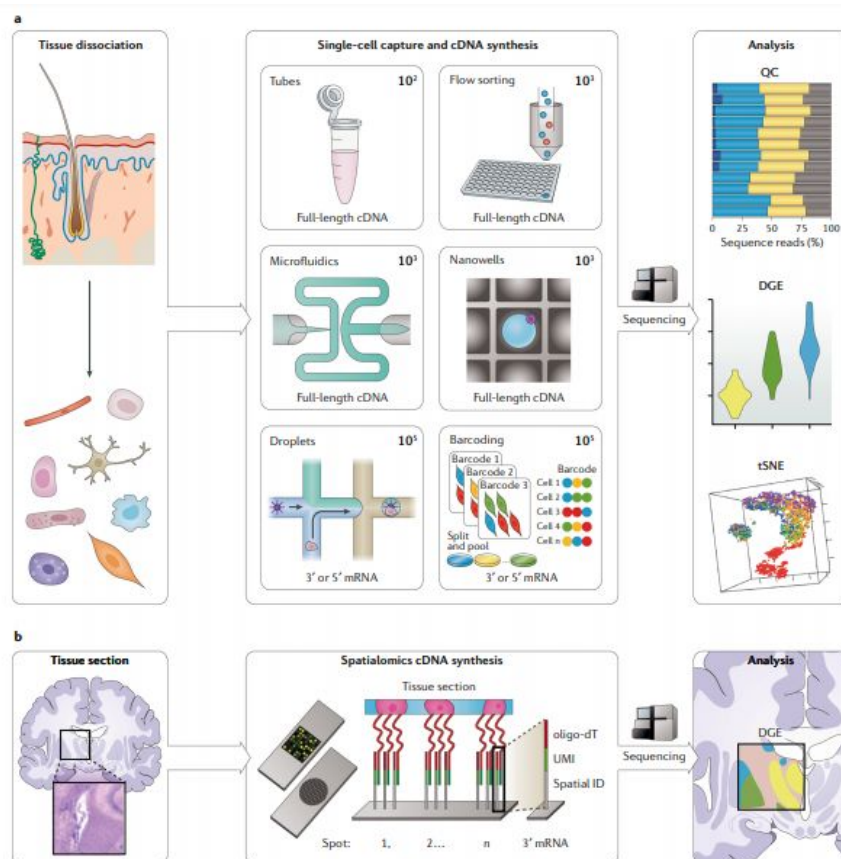 a
Tissue dissociation
Single-cell capture and cDNA synthesis
Tubes 10²
Full-length cDNA
Flow sorting 10³
Full-length cDNA
Microfluidics 10³
Full-length cDNA
Nanowells 10³
Full-length cDNA
Droplets 10⁵
3′ or 5′ mRNA
Barcoding 10⁵
Barcode 1
Barcode 2
Barcode 3
Barcode
Cell 1
Cell 2
Cell 3
Cell 4
Cell n
Split
and pool
...
3′ or 5′ mRNA
Sequencing
Analysis
QC
0 25 50 75 100
Sequence reads (%)
DGE
tSNE
b
Tissue section
Spatialomics cDNA synthesis
Tissue section
oligo-dT
UMI
Spatial ID
Spot: 1, 2... n 3′ mRNA
Sequencing
Analysis
DGE